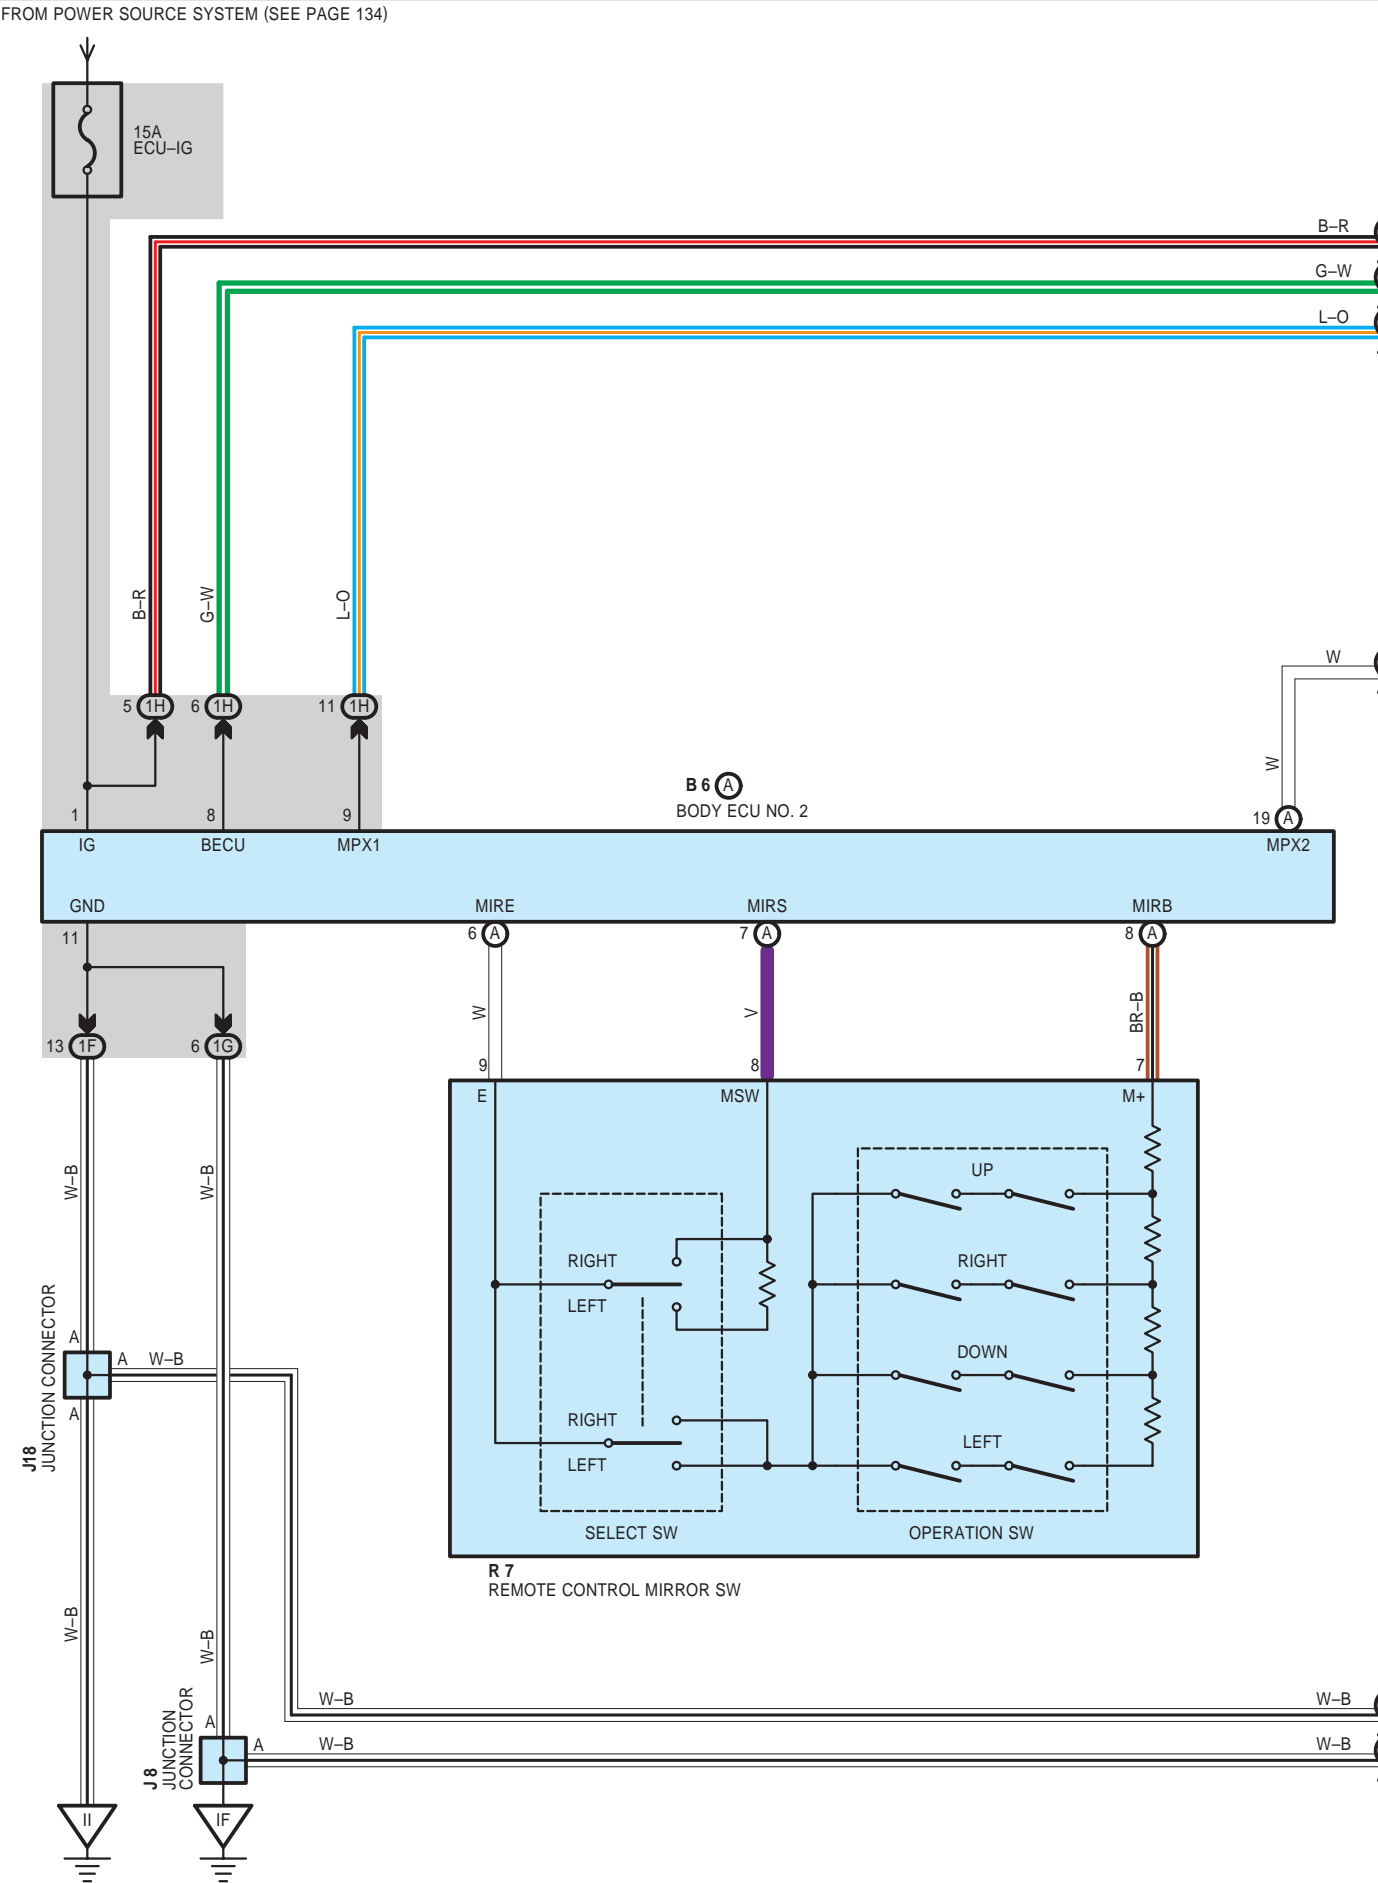 FROM POWER SOURCE SYSTEM (SEE PAGE 134)
15A
ECU–IG
B–R
G–W
L–O
B–R
G–W
L–O
W
W
5 1H
6 1H
11 1H
B 6 A
BODY ECU NO. 2
1
8
9
19 A
IG
BECU
MPX1
MPX2
GND
MIRE
MIRS
MIRB
11
6 A
7 A
8 A
W
V
BR–B
13 1F
6 1G
9
8
7
E
MSW
M+
W–B
W–B
UP
RIGHT
LEFT
RIGHT
DOWN
LEFT
RIGHT
LEFT
SELECT SW
OPERATION SW
R 7
REMOTE CONTROL MIRROR SW
A
A
W–B
A
J18
JUNCTION CONNECTOR
W–B
W–B
W–B
W–B
A
A
W–B
W–B
J 8
JUNCTION
CONNECTOR
II
IF